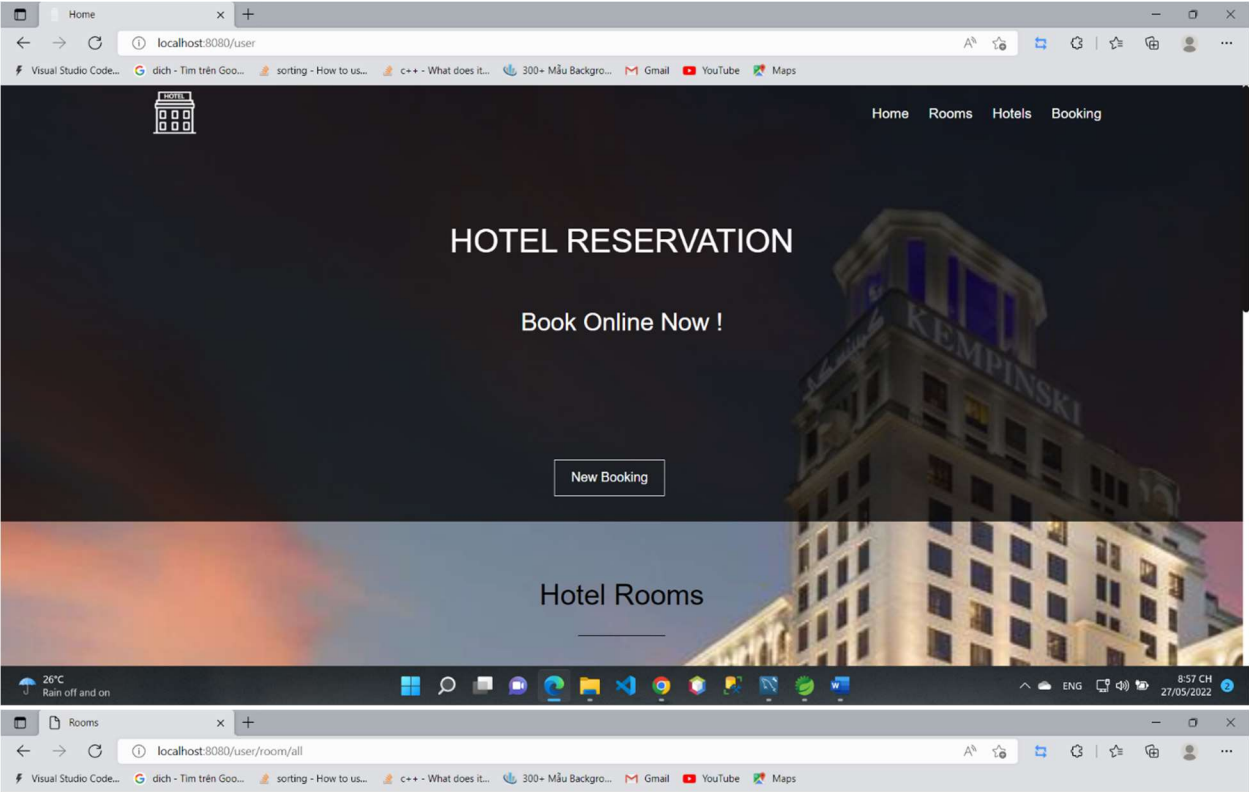 Home
localhost:8080/user
Visual Studio Code... dich - Tìm trên Goo... sorting - How to us... c++ - What does it... 300+ Mẫu Backgro... Gmail YouTube Maps
HOTEL
Home Rooms Hotels Booking
HOTEL RESERVATION
Book Online Now !
KEMPINSKI
New Booking
Hotel Rooms
26°C
Rain off and on
ENG
8:57 CH
27/05/2022
2
Rooms
localhost:8080/user/room/all
Visual Studio Code... dich - Tìm trên Goo... sorting - How to us... c++ - What does it... 300+ Mẫu Backgro... Gmail YouTube Maps